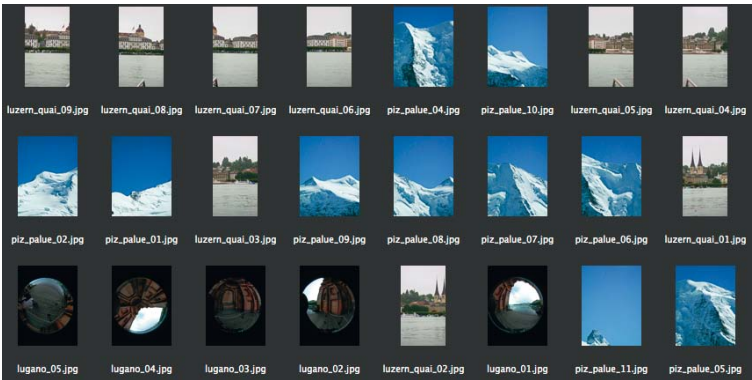 luzern_quai_09.jpg luzern_quai_08.jpg luzern_quai_07.jpg luzern_quai_06.jpg piz_palue_04.jpg piz_palue_10.jpg luzern_quai_05.jpg luzern_quai_04.jpg
piz_palue_02.jpg piz_palue_01.jpg luzern_quai_03.jpg piz_palue_09.jpg piz_palue_08.jpg piz_palue_07.jpg piz_palue_06.jpg luzern_quai_01.jpg
lugano_05.jpg lugano_04.jpg lugano_03.jpg lugano_02.jpg luzern_quai_02.jpg lugano_01.jpg piz_palue_11.jpg piz_palue_05.jpg